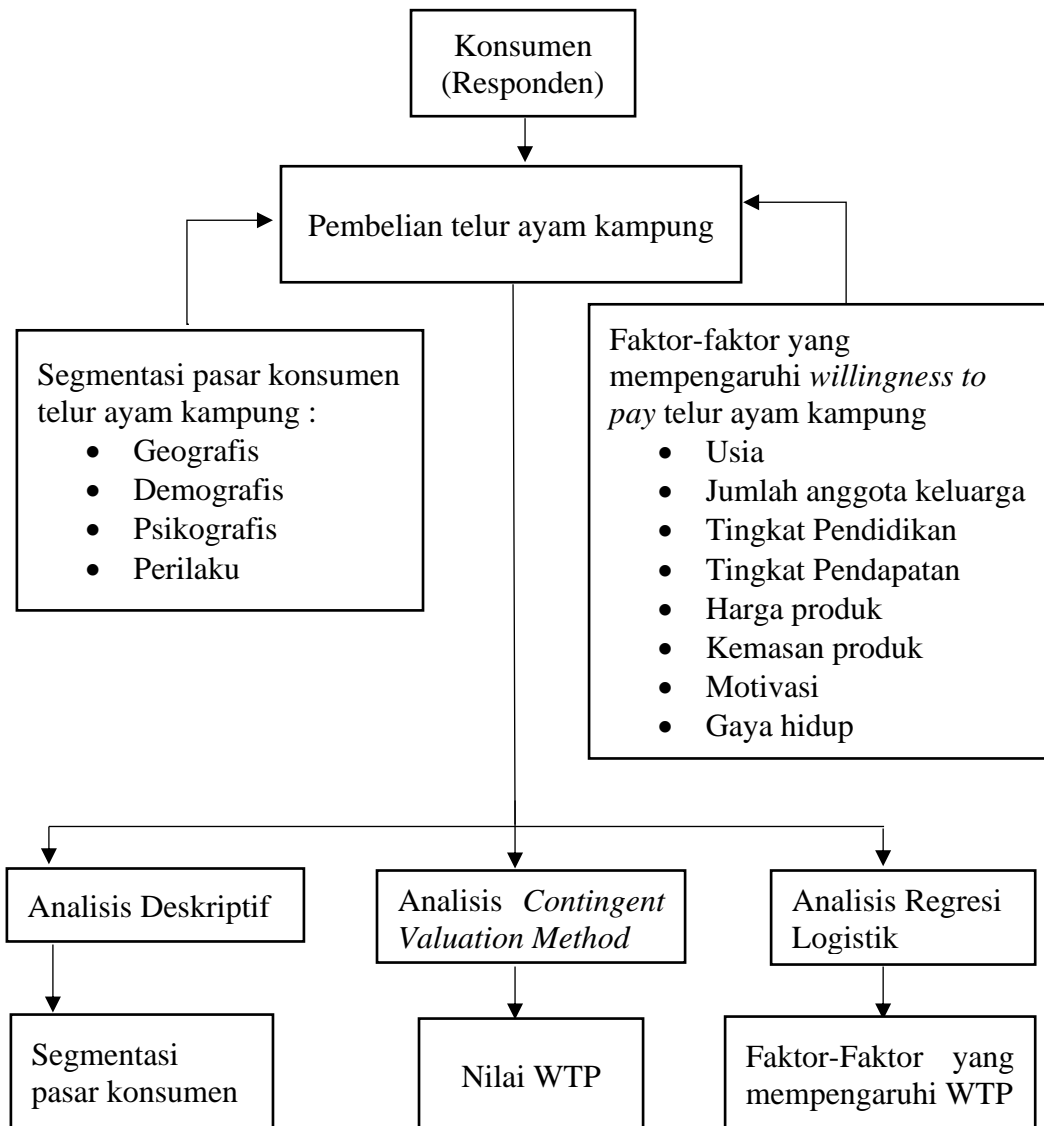 Konsumen
(Responden)
Pembelian telur ayam kampung
Segmentasi pasar konsumen
telur ayam kampung :
• Geografis
• Demografis
• Psikografis
• Perilaku
Faktor-faktor yang
mempengaruhi willingness to
pay telur ayam kampung
• Usia
• Jumlah anggota keluarga
• Tingkat Pendidikan
• Tingkat Pendapatan
• Harga produk
• Kemasan produk
• Motivasi
• Gaya hidup
Analisis Deskriptif
Analisis Contingent
Valuation Method
Analisis Regresi
Logistik
Segmentasi
pasar konsumen
Nilai WTP
Faktor-Faktor yang
mempengaruhi WTP